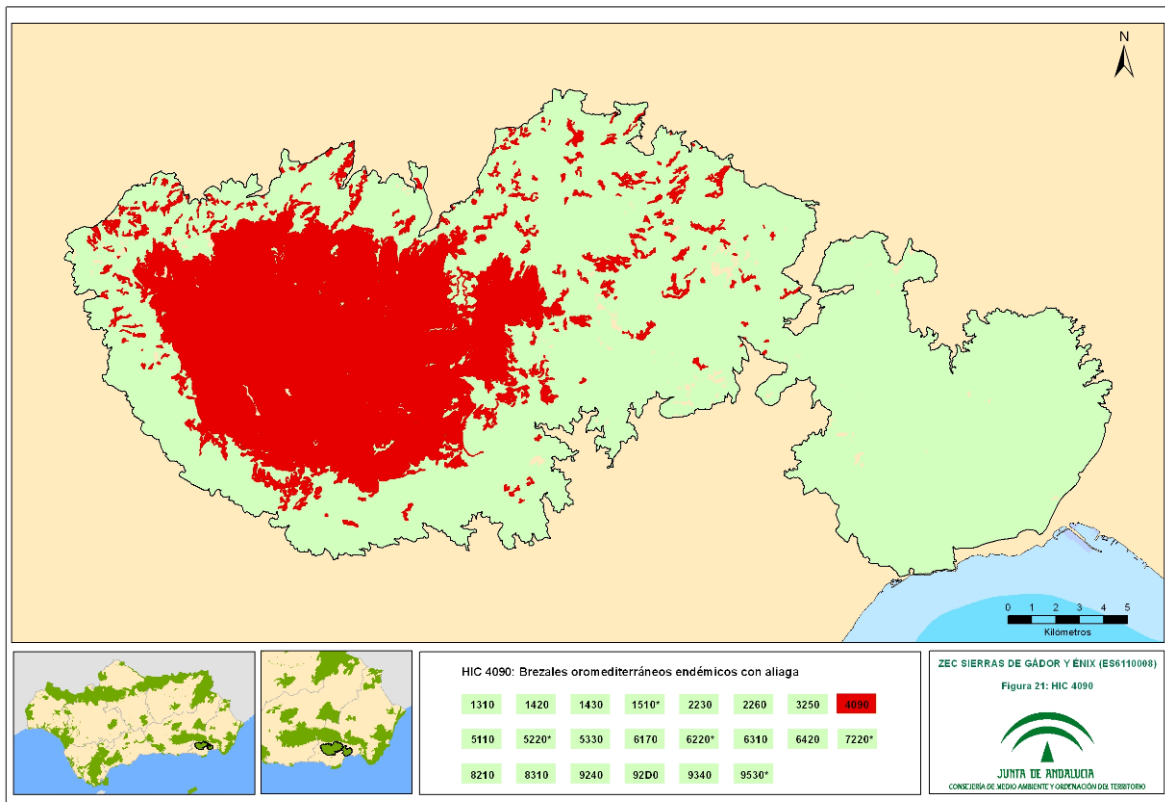 N
0 1 2 3 4 5
Kilómetros
HIC 4090: Brezales oromediterráneos endémicos con aliaga
1310 1420 1430 1510* 2230 2260 3250 4090
5110 5220* 5330 6170 6220* 6310 6420 7220*
8210 8310 9240 92D0 9340 9530*
ZEC SIERRAS DE GÁDOR Y ÉNIX (ES6110008)
Figura 21: HIC 4090
JUNTA DE ANDALUCIA
CONSEJERÍA DE MEDIO AMBIENTE Y ORDENACIÓN DEL TERRITORIO